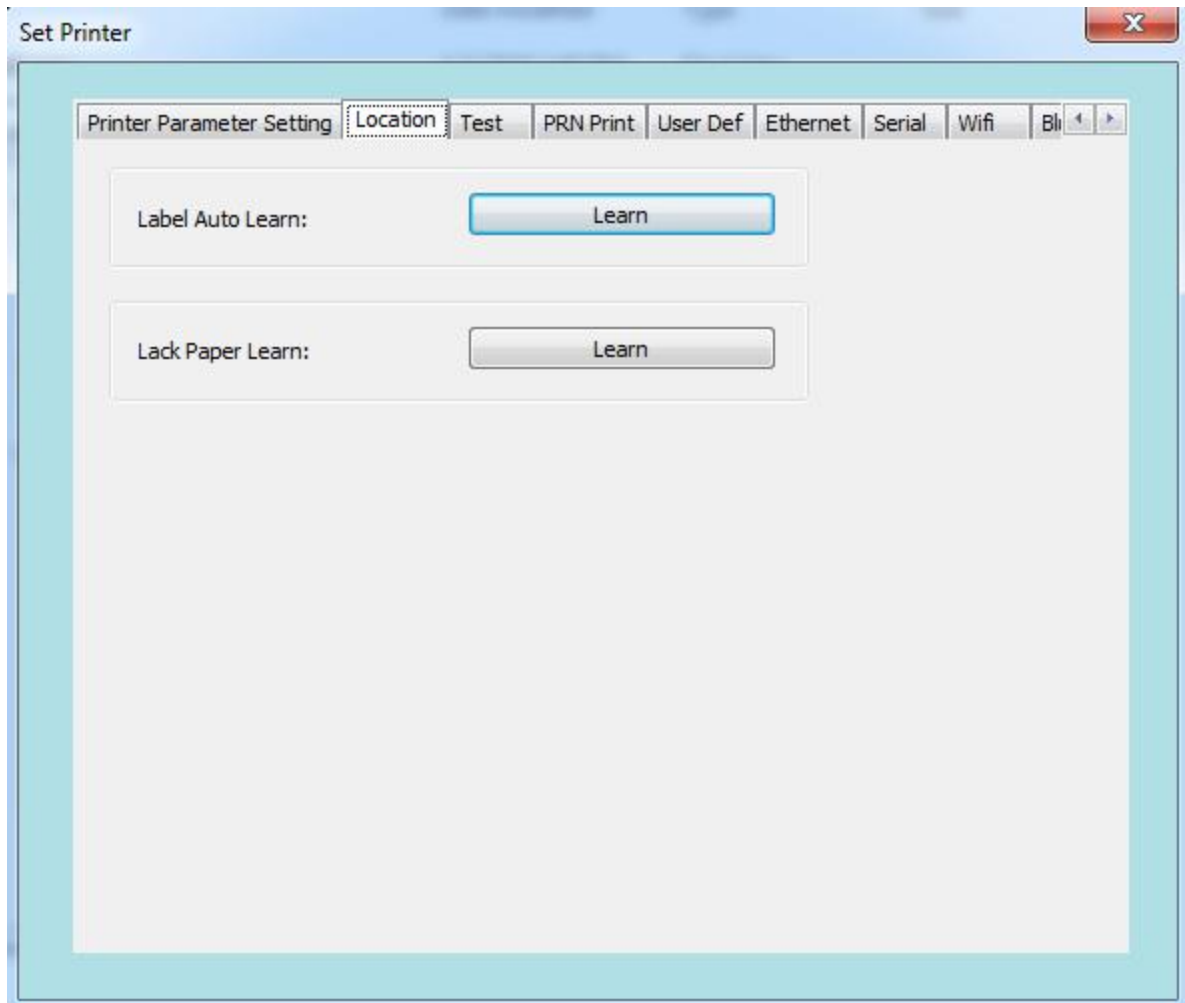 Set Printer
Printer Parameter Setting Location Test PRN Print User Def Ethernet Serial Wifi
Label Auto Learn: Learn
Lack Paper Learn: Learn